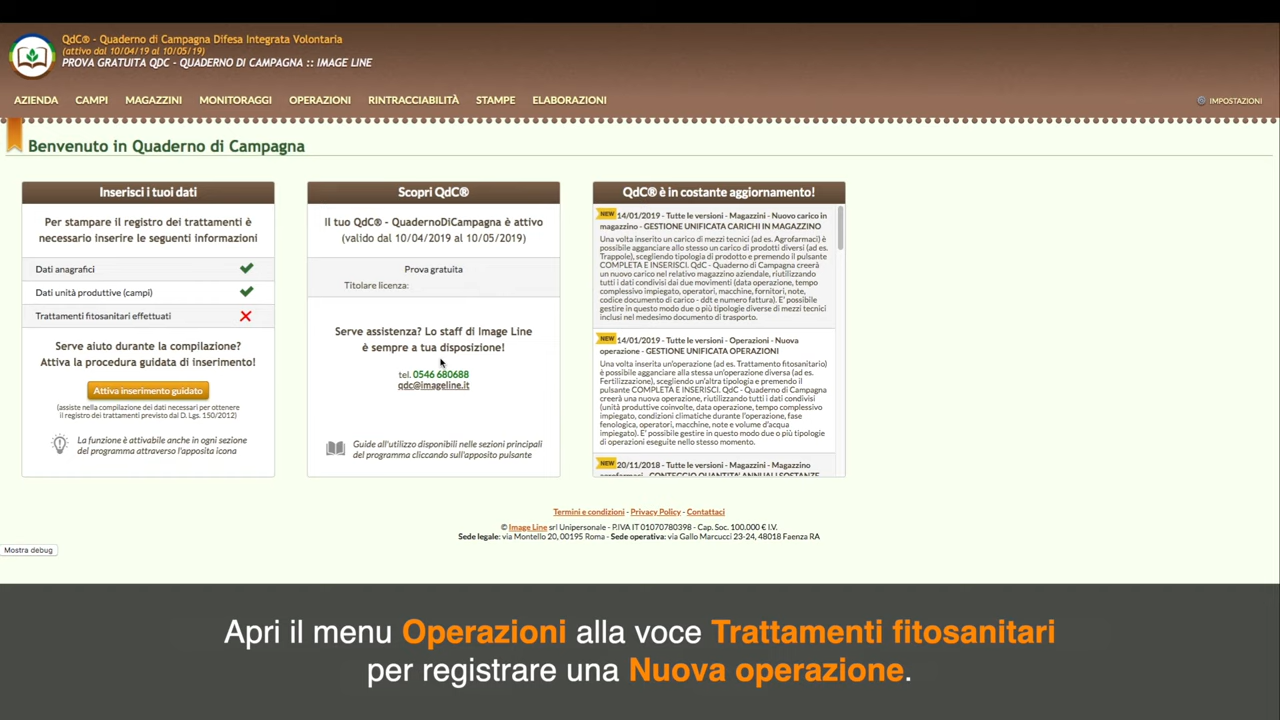 QdC® - Quaderno di Campagna Difesa Integrata Volontaria
(attivo dal 10/04/19 al 10/05/19)
PROVA GRATUITA QDC - QUADERNO DI CAMPAGNA :: IMAGE LINE
AZIENDA CAMPI MAGAZZINI MONITORAGGI OPERAZIONI RINTRACCIABILITÀ STAMPE ELABORAZIONI IMPOSTAZIONI
Benvenuto in Quaderno di Campagna
Inserisci i tuoi dati
Per stampare il registro dei trattamenti è
necessario inserire le seguenti informazioni
Dati anagrafici
Dati unità produttive (campi)
Trattamenti fitosanitari effettuati
Serve aiuto durante la compilazione?
Attiva la procedura guidata di inserimento!
Attiva inserimento guidato
(assiste nella compilazione dei dati necessari per ottenere
il registro dei trattamenti previsto dal D. Lgs. 150/2012)
La funzione è attivabile anche in ogni sezione
del programma attraverso l'apposita icona
Scopri QdC®
Il tuo QdC® - QuadernoDiCampagna è attivo
(valido dal 10/04/2019 al 10/05/2019)
Prova gratuita
Titolare licenza:
Serve assistenza? Lo staff di Image Line
è sempre a tua disposizione!
tel. 0546 680688
qdc@imageline.it
Guide all'utilizzo disponibili nelle sezioni principali
del programma cliccando sull'apposito pulsante
QdC® è in costante aggiornamento!
NEW 14/01/2019 - Tutte le versioni - Magazzini - Nuovo carico in
magazzino - GESTIONE UNIFICATA CARICHI IN MAGAZZINO
Una volta inserito un carico di mezzi tecnici (ad es. Agrofarmaci) è
possibile agganciare allo stesso un carico di prodotti diversi (ad es.
Trappole), scegliendo tipologia di prodotto e premendo il pulsante
COMPLETA E INSERISCI. QdC - Quaderno di Campagna creerà
un nuovo carico nel relativo magazzino aziendale, riutilizzando
tutti i dati condivisi dai due movimenti (data operazione, tempo
complessivo impiegato, operatori, macchine, fornitori, note,
codice documento di carico - ddt e numero fattura). E' possibile
gestire in questo modo due o più tipologie diverse di mezzi tecnici
inclusi nel medesimo documento di trasporto.
NEW 14/01/2019 - Tutte le versioni - Operazioni - Nuova
operazione - GESTIONE UNIFICATA OPERAZIONI
Una volta inserita un'operazione (ad es. Trattamento fitosanitario)
è possibile agganciare alla stessa un'operazione diversa (ad es.
Fertilizzazione), scegliendo un'altra tipologia e premendo il
pulsante COMPLETA E INSERISCI. QdC - Quaderno di Campagna
creerà una nuova operazione, riutilizzando tutti i dati condivisi
(unità produttive coinvolte, data operazione, tempo complessivo
impiegato, condizioni climatiche durante l'operazione, fase
fenologica, operatori, macchine, note e volume d'acqua
impiegato). E' possibile gestire in questo modo due o più tipologie
di operazioni eseguite nello stesso momento.
NEW 20/11/2018 - Tutte le versioni - Magazzini - Magazzino
agrofarmaci - CONTEGGIO QUANTITA' ANNUALI SOSTANZE
Termini e condizioni - Privacy Policy - Contattaci
© Image Line srl Unipersonale - P.IVA IT 01070780398 - Cap. Soc. 100.000 € I.V.
Sede legale: via Montello 20, 00195 Roma - Sede operativa: via Gallo Marcucci 23-24, 48018 Faenza RA
Mostra debug
Apri il menu Operazioni alla voce Trattamenti fitosanitari
per registrare una Nuova operazione.